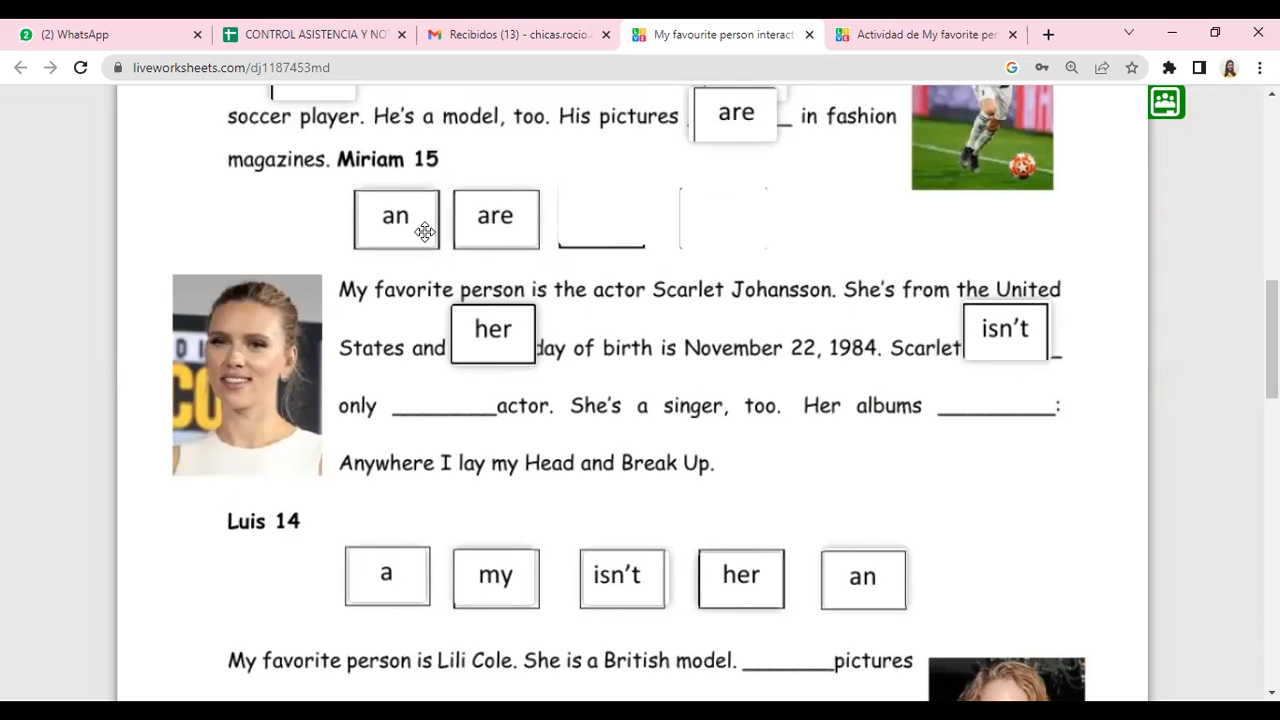 (2) WhatsApp
CONTROL ASISTENCIA Y NO
Recibidos (13) - chicas.rocio...
My favourite person interact
Actividad de My favorite pe
liveworksheets.com/dj1187453md
soccer player. He's a model, too. His pictures are _ in fashion
magazines. Miriam 15
an are
My favorite person is the actor Scarlet Johansson. She's from the United
States and her day of birth is November 22, 1984. Scarlet isn't _
only _________actor. She's a singer, too. Her albums __________:
Anywhere I lay my Head and Break Up.
Luis 14
a my isn't her an
My favorite person is Lili Cole. She is a British model. ________pictures